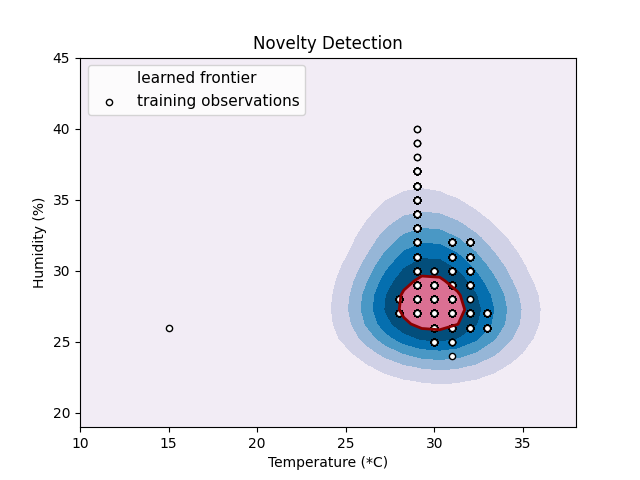 Novelty Detection
learned frontier
training observations
45
40
35
30
25
20
Humidity (%)
10
15
20
25
30
35
Temperature (*C)